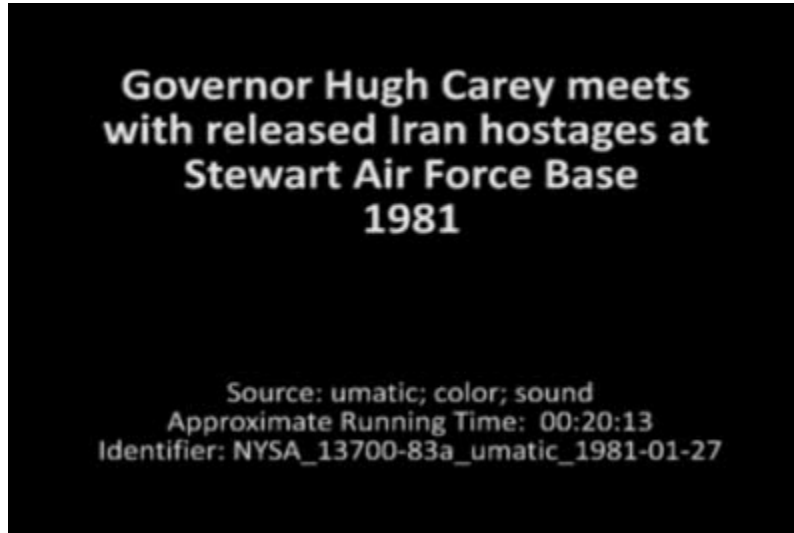 Governor Hugh Carey meets
with released Iran hostages at
Stewart Air Force Base
1981
Source: umatic; color; sound
Approximate Running Time: 00:20:13
Identifier: NYSA_13700-83a_umatic_1981-01-27